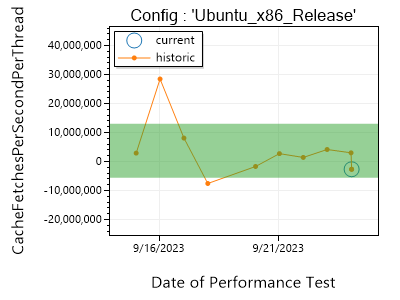 Config : 'Ubuntu_x86_Release'
CacheFetchesPerSecondPerThread
current
historic
40,000,000
30,000,000
20,000,000
10,000,000
0
-10,000,000
-20,000,000
9/16/2023
9/21/2023
Date of Performance Test